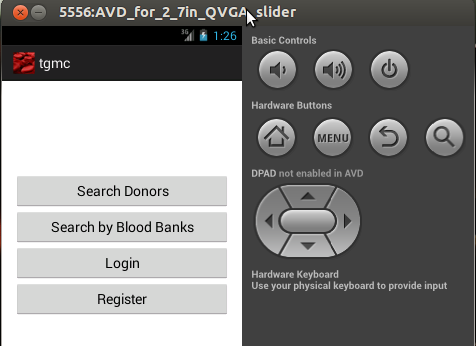 5556:AVD_for_2_7in_QVGA_slider
3G 1:26
tgmc
Search Donors
Search by Blood Banks
Login
Register
Basic Controls
Hardware Buttons
MENU
DPAD not enabled in AVD
Hardware Keyboard
Use your physical keyboard to provide input